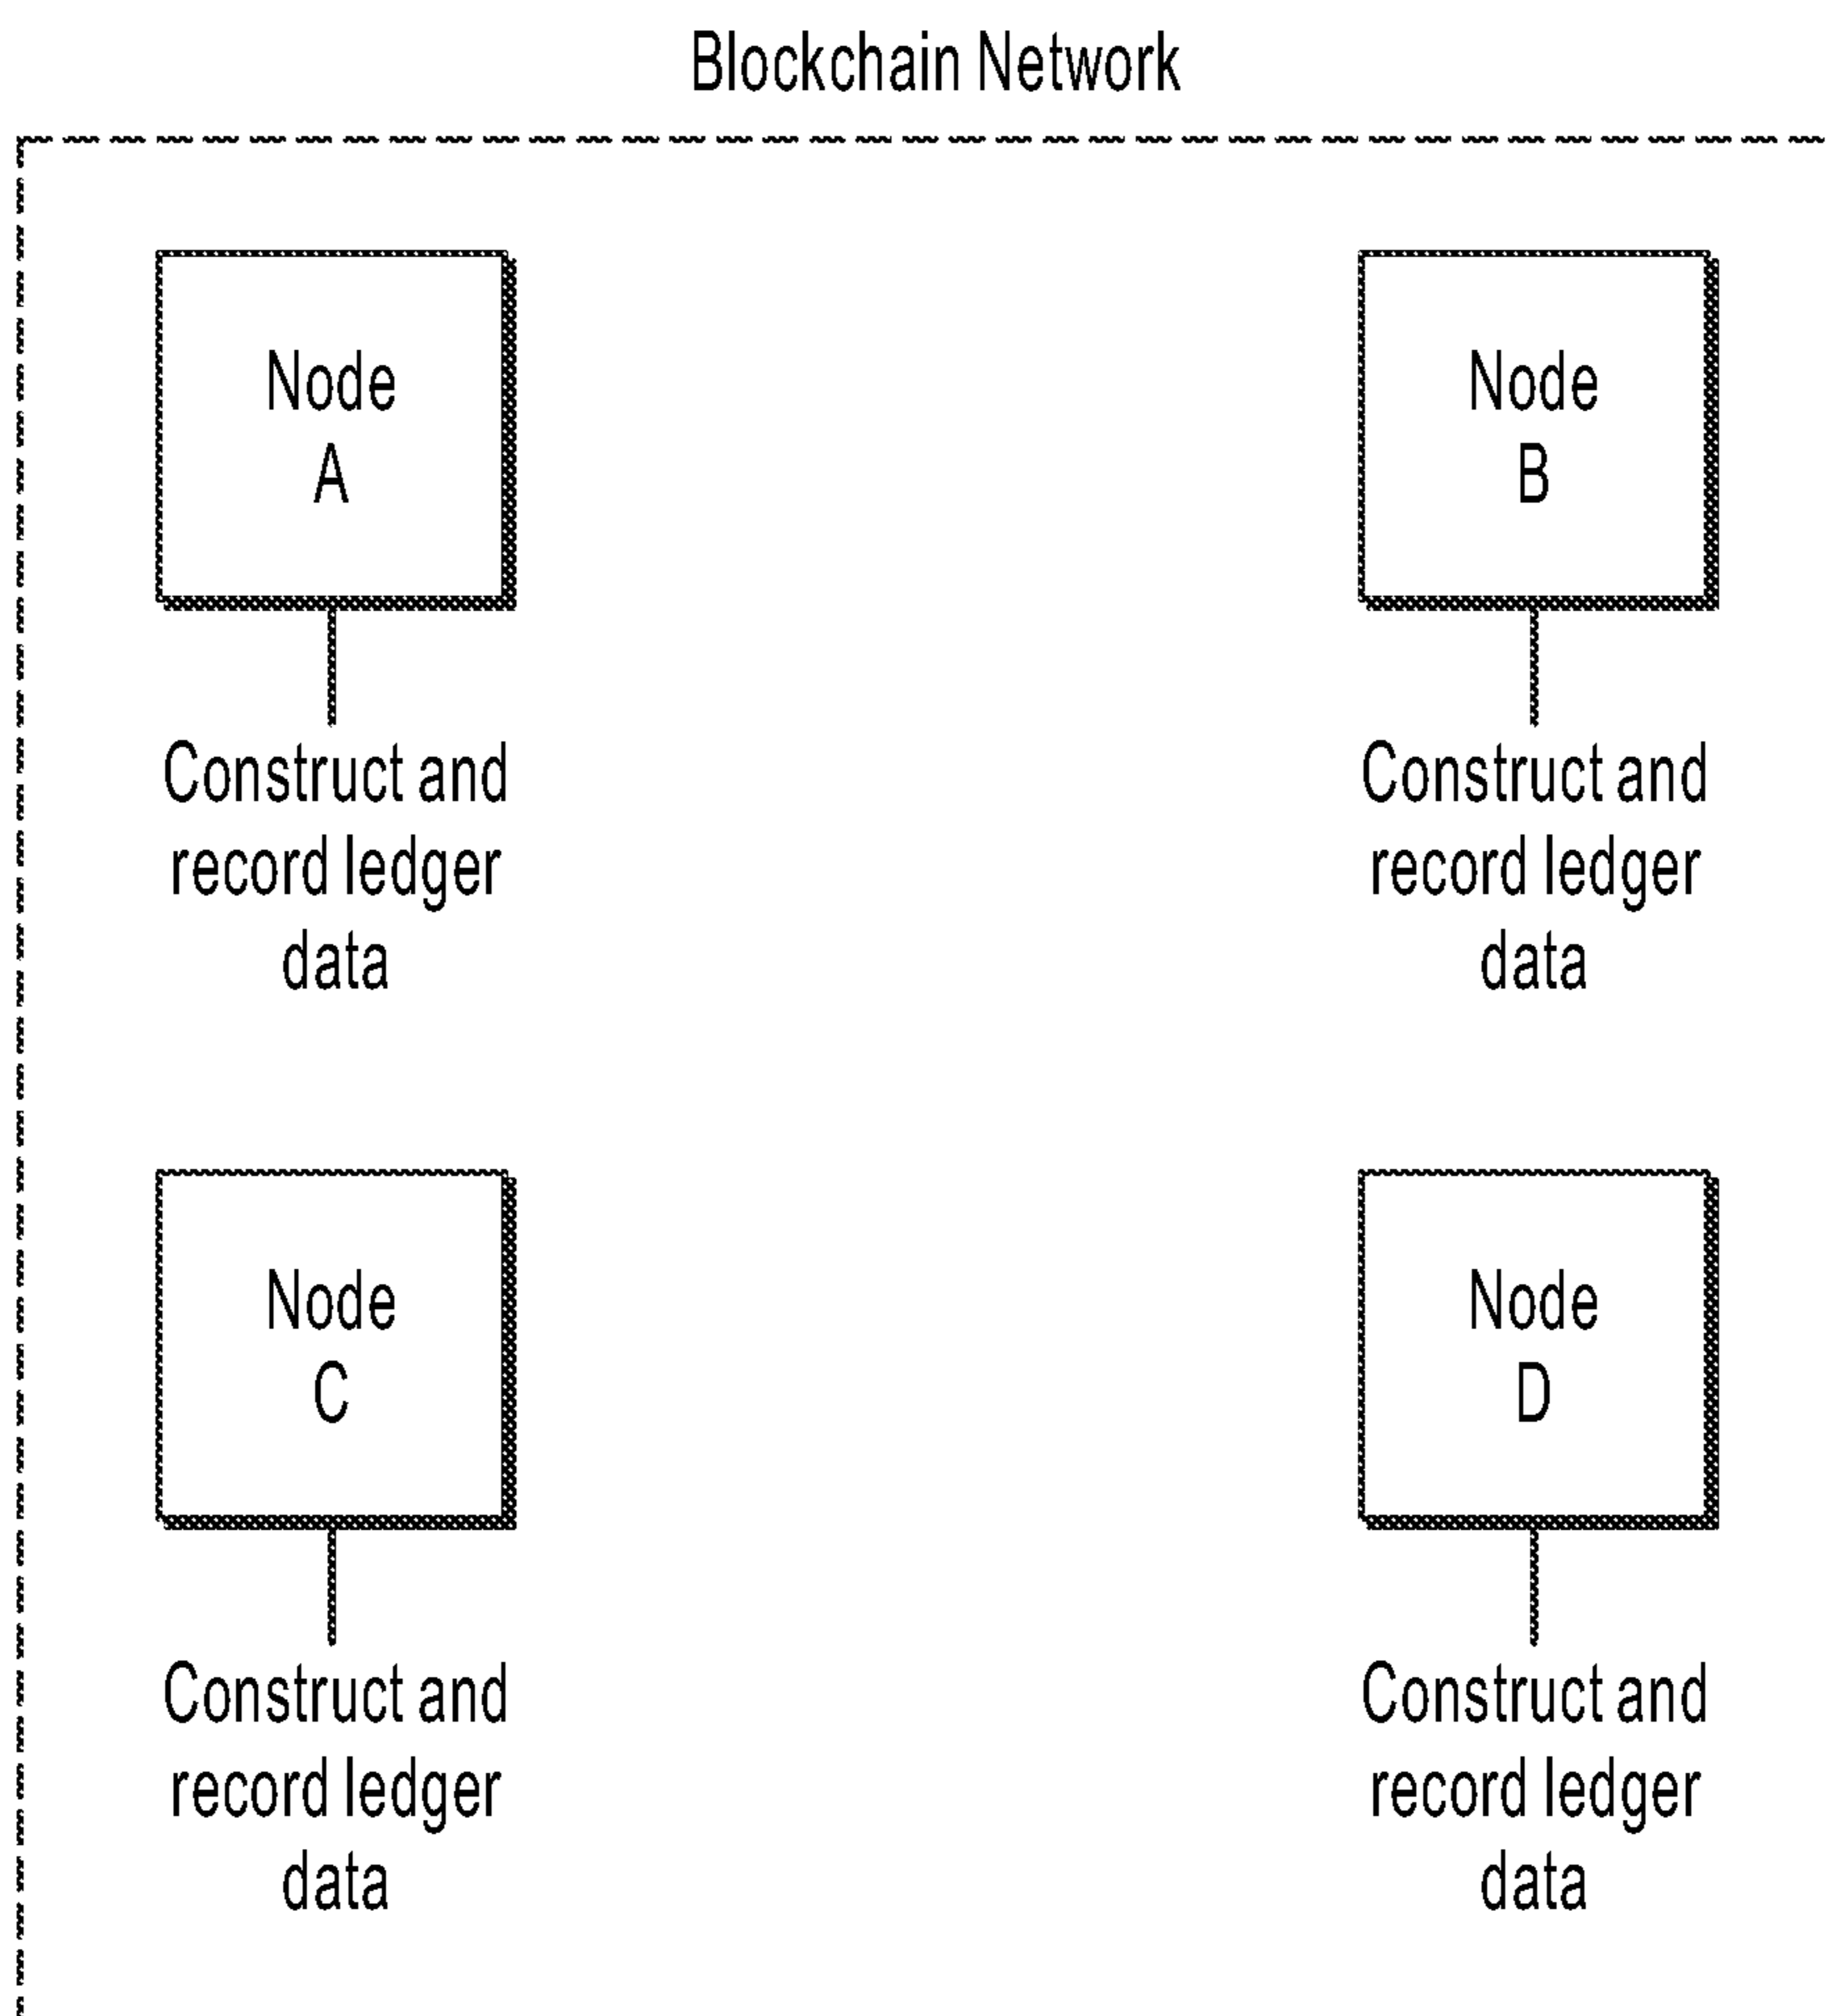 Blockchain Network
Node
A
Node
B
Construct and
record ledger
data
Construct and
record ledger
data
Node
C
Node
D
Construct and
record ledger
data
Construct and
record ledger
data